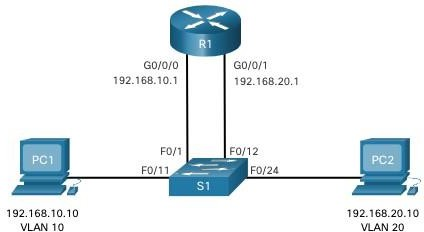 R1
G0/0/0
192.168.10.1
G0/0/1
192.168.20.1
F0/1
F0/12
F0/11
F0/24
S1
PC1
192.168.10.10
VLAN 10
PC2
192.168.20.10
VLAN 20